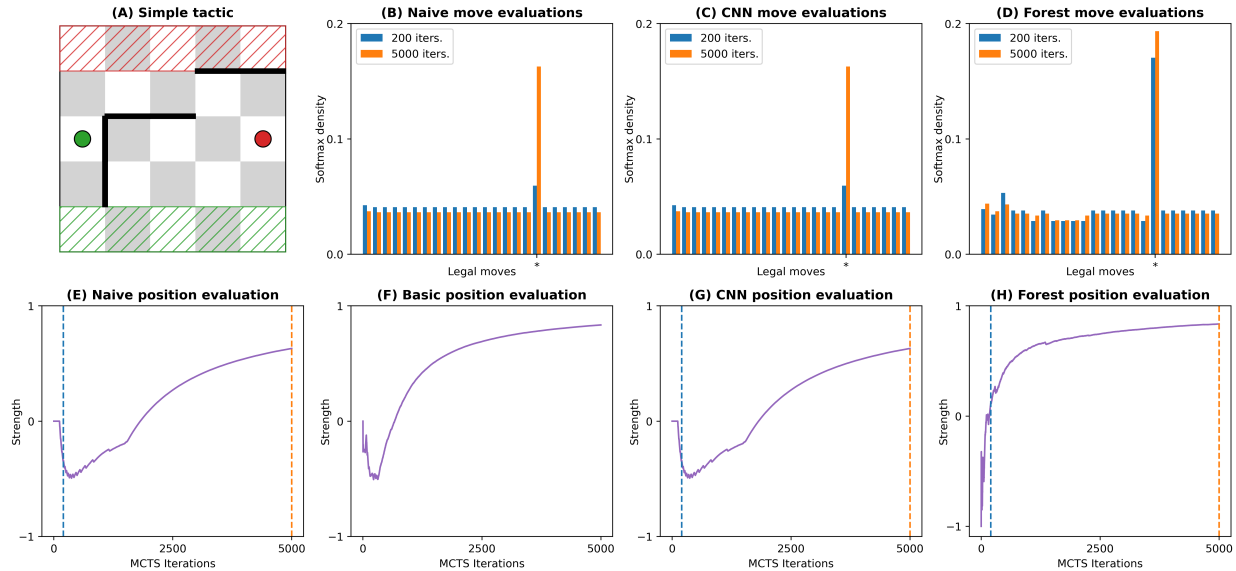 (A) Simple tactic
(B) Naive move evaluations
0.2
0.1
0.0
Softmax density
200 iters.
5000 iters.
*
Legal moves
(C) CNN move evaluations
0.2
0.1
0.0
Softmax density
200 iters.
5000 iters.
*
Legal moves
(D) Forest move evaluations
0.2
0.1
0.0
Softmax density
200 iters.
5000 iters.
*
Legal moves
(E) Naive position evaluation
1
0
−1
Strength
0
2500
5000
MCTS Iterations
(F) Basic position evaluation
1
0
−1
Strength
0
2500
5000
MCTS Iterations
(G) CNN position evaluation
1
0
−1
Strength
0
2500
5000
MCTS Iterations
(H) Forest position evaluation
1
0
−1
Strength
0
2500
5000
MCTS Iterations